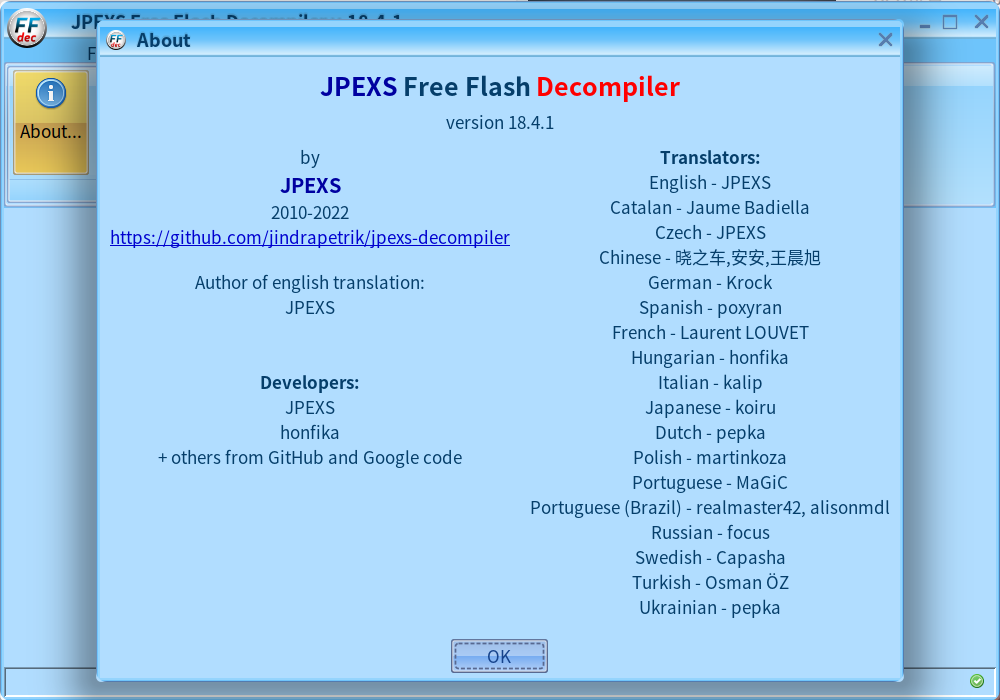 FF
dec
JPEXS Free Flash Decompiler v.18.4.1
F
About...
FF
dec
About
JPEXS Free Flash Decompiler
version 18.4.1
by
JPEXS
2010-2022
https://github.com/jindrapetrik/jpexs-decompiler
Author of english translation:
JPEXS
Developers:
JPEXS
honfika
+ others from GitHub and Google code
Translators:
English - JPEXS
Catalan - Jaume Badiella
Czech - JPEXS
Chinese - 晓之车,安安,王晨旭
German - Krock
Spanish - poxyran
French - Laurent LOUVET
Hungarian - honfika
Italian - kalip
Japanese - koiru
Dutch - pepka
Polish - martinkoza
Portuguese - MaGiC
Portuguese (Brazil) - realmaster42, alisonmdl
Russian - focus
Swedish - Capasha
Turkish - Osman ÖZ
Ukrainian - pepka
OK